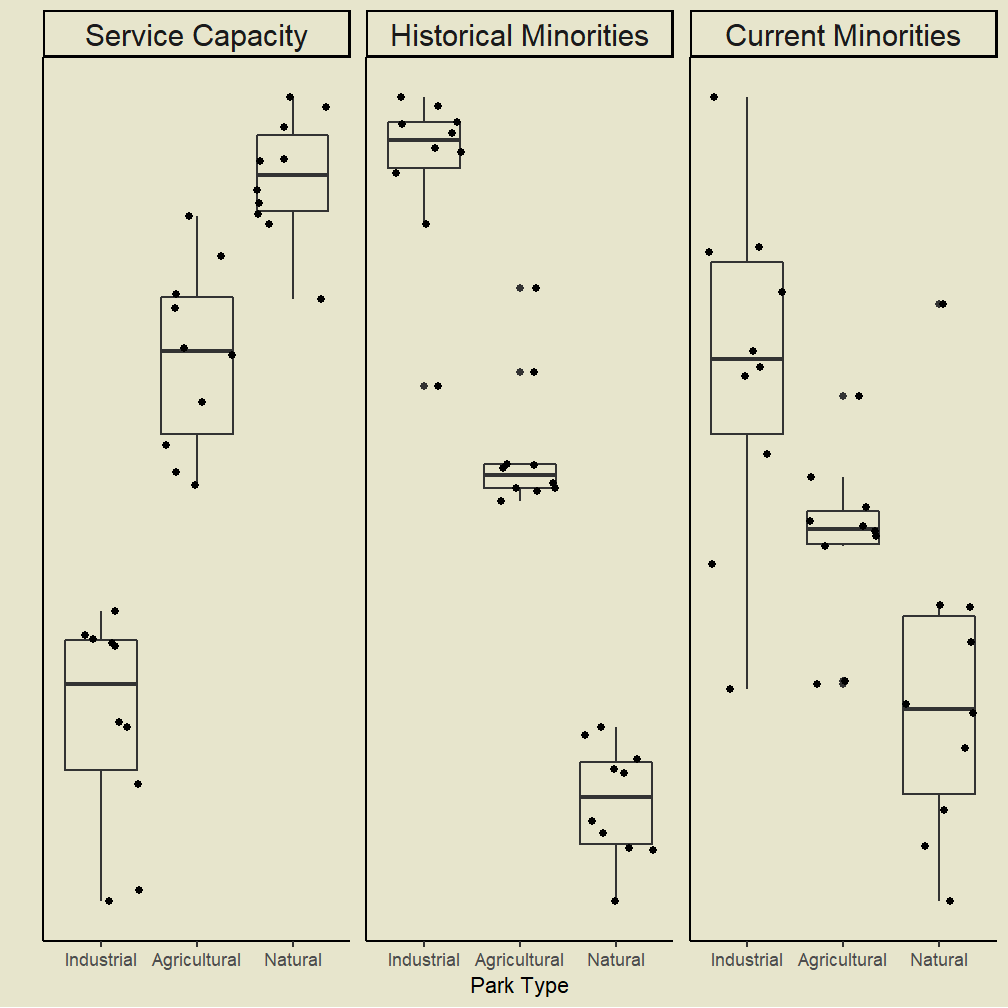 Service Capacity Historical Minorities Current Minorities
Industrial Agricultural Natural Industrial Agricultural Natural Industrial Agricultural Natural
Park Type